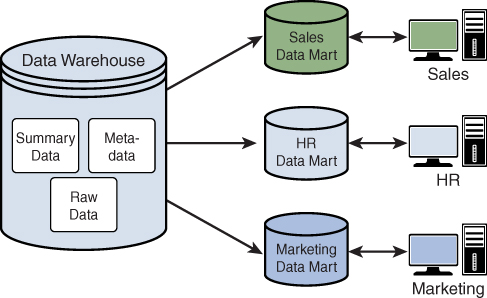 Data Warehouse
Summary
Data
Meta-
data
Raw
Data
Sales
Data Mart
Sales
HR
Data Mart
HR
Marketing
Data Mart
Marketing